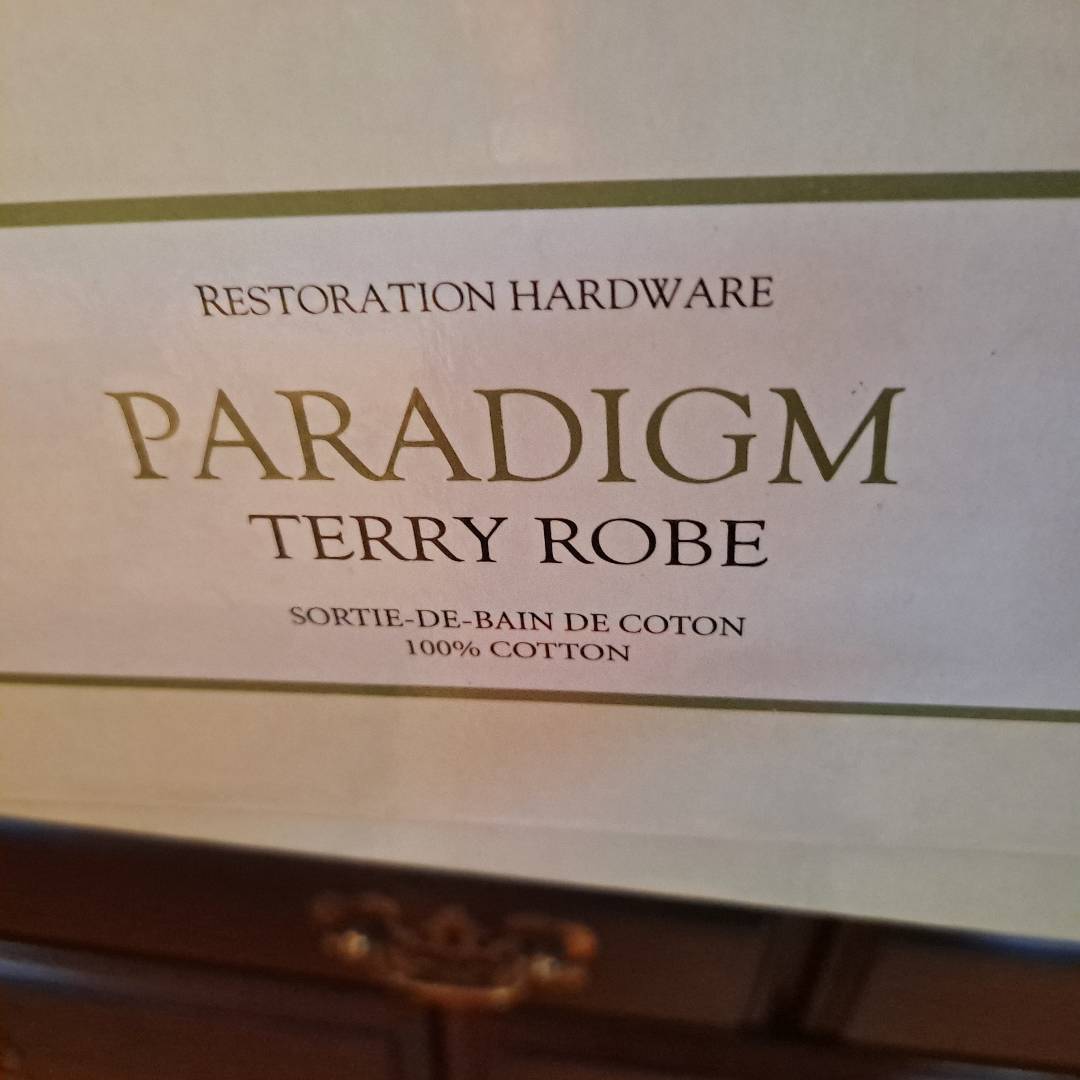 RESTORATION HARDWARE
PARADIGM
TERRY ROBE
SORTIE-DE-BAIN DE COTON
100% COTTON